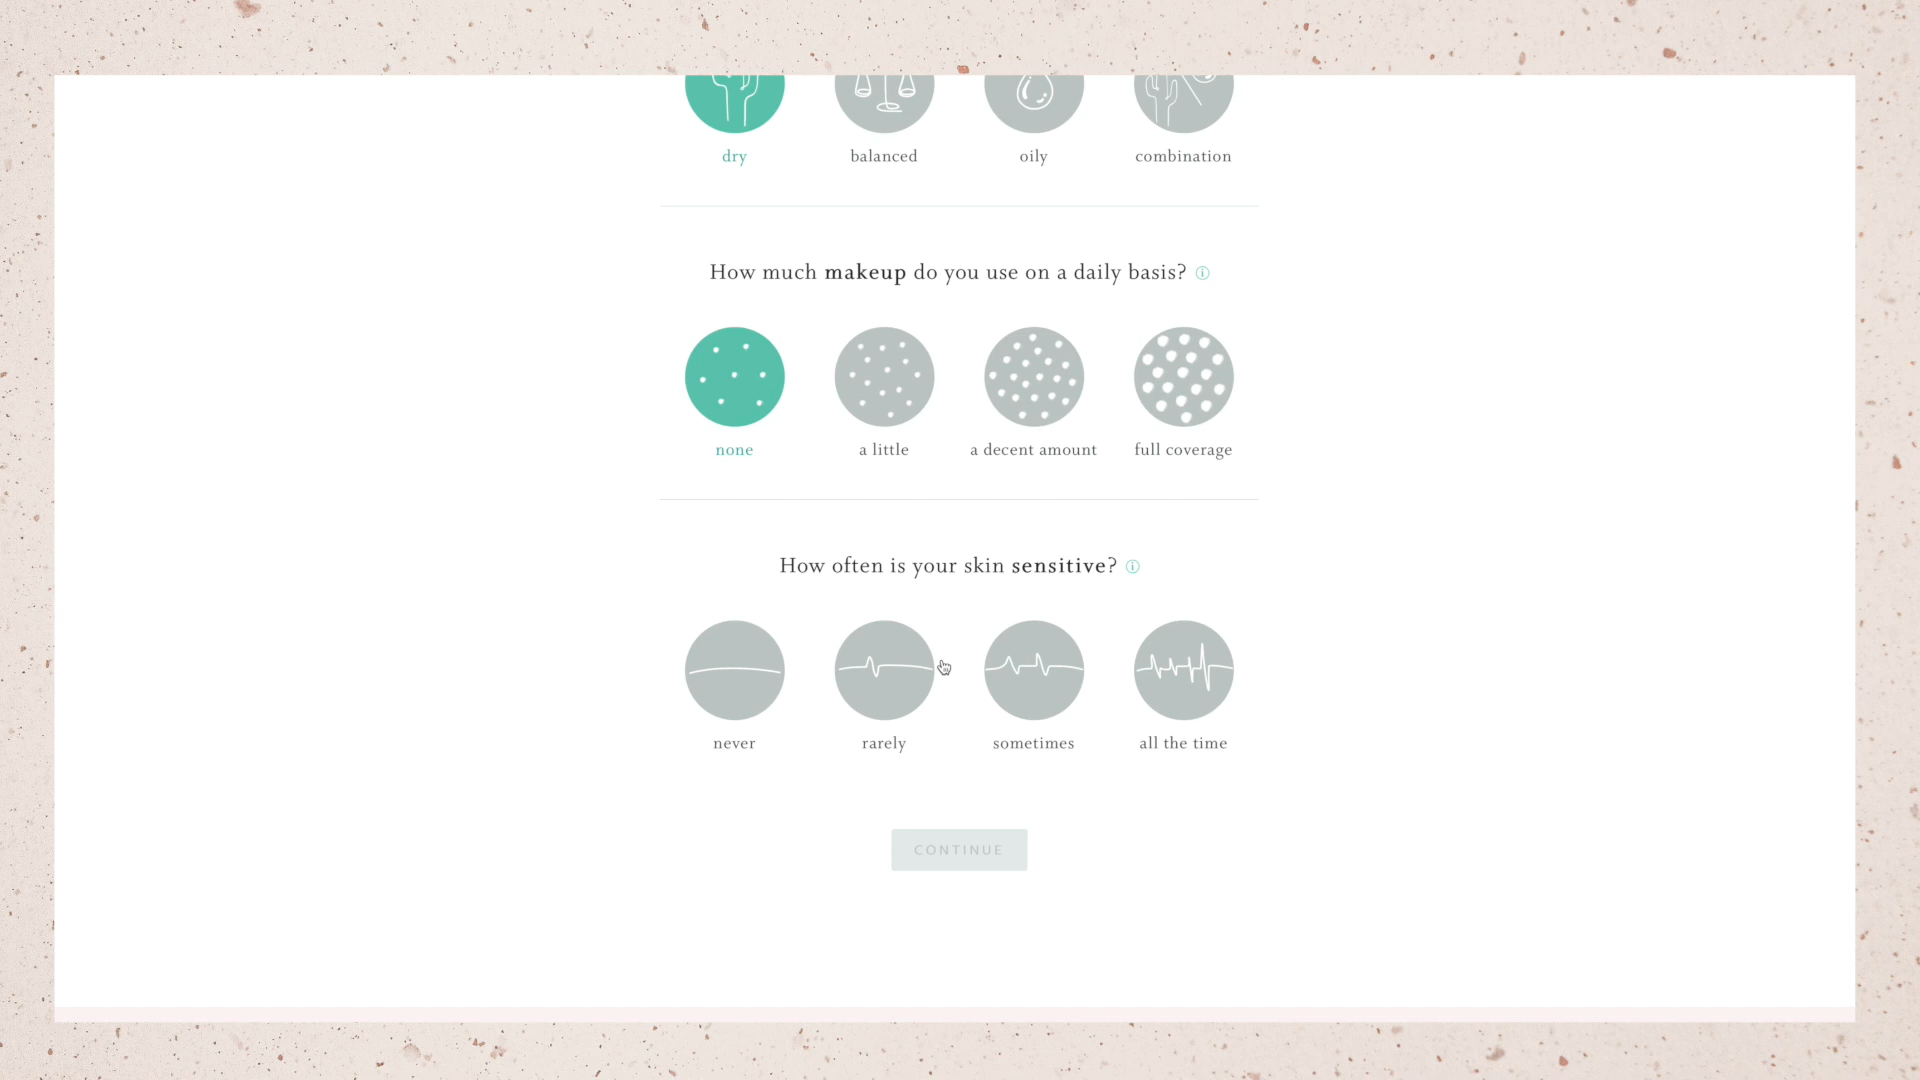 dry
balanced
oily
combination
How much makeup do you use on a daily basis?
none
a little
a decent amount
full coverage
How often is your skin sensitive?
never
rarely
sometimes
all the time
CONTINUE